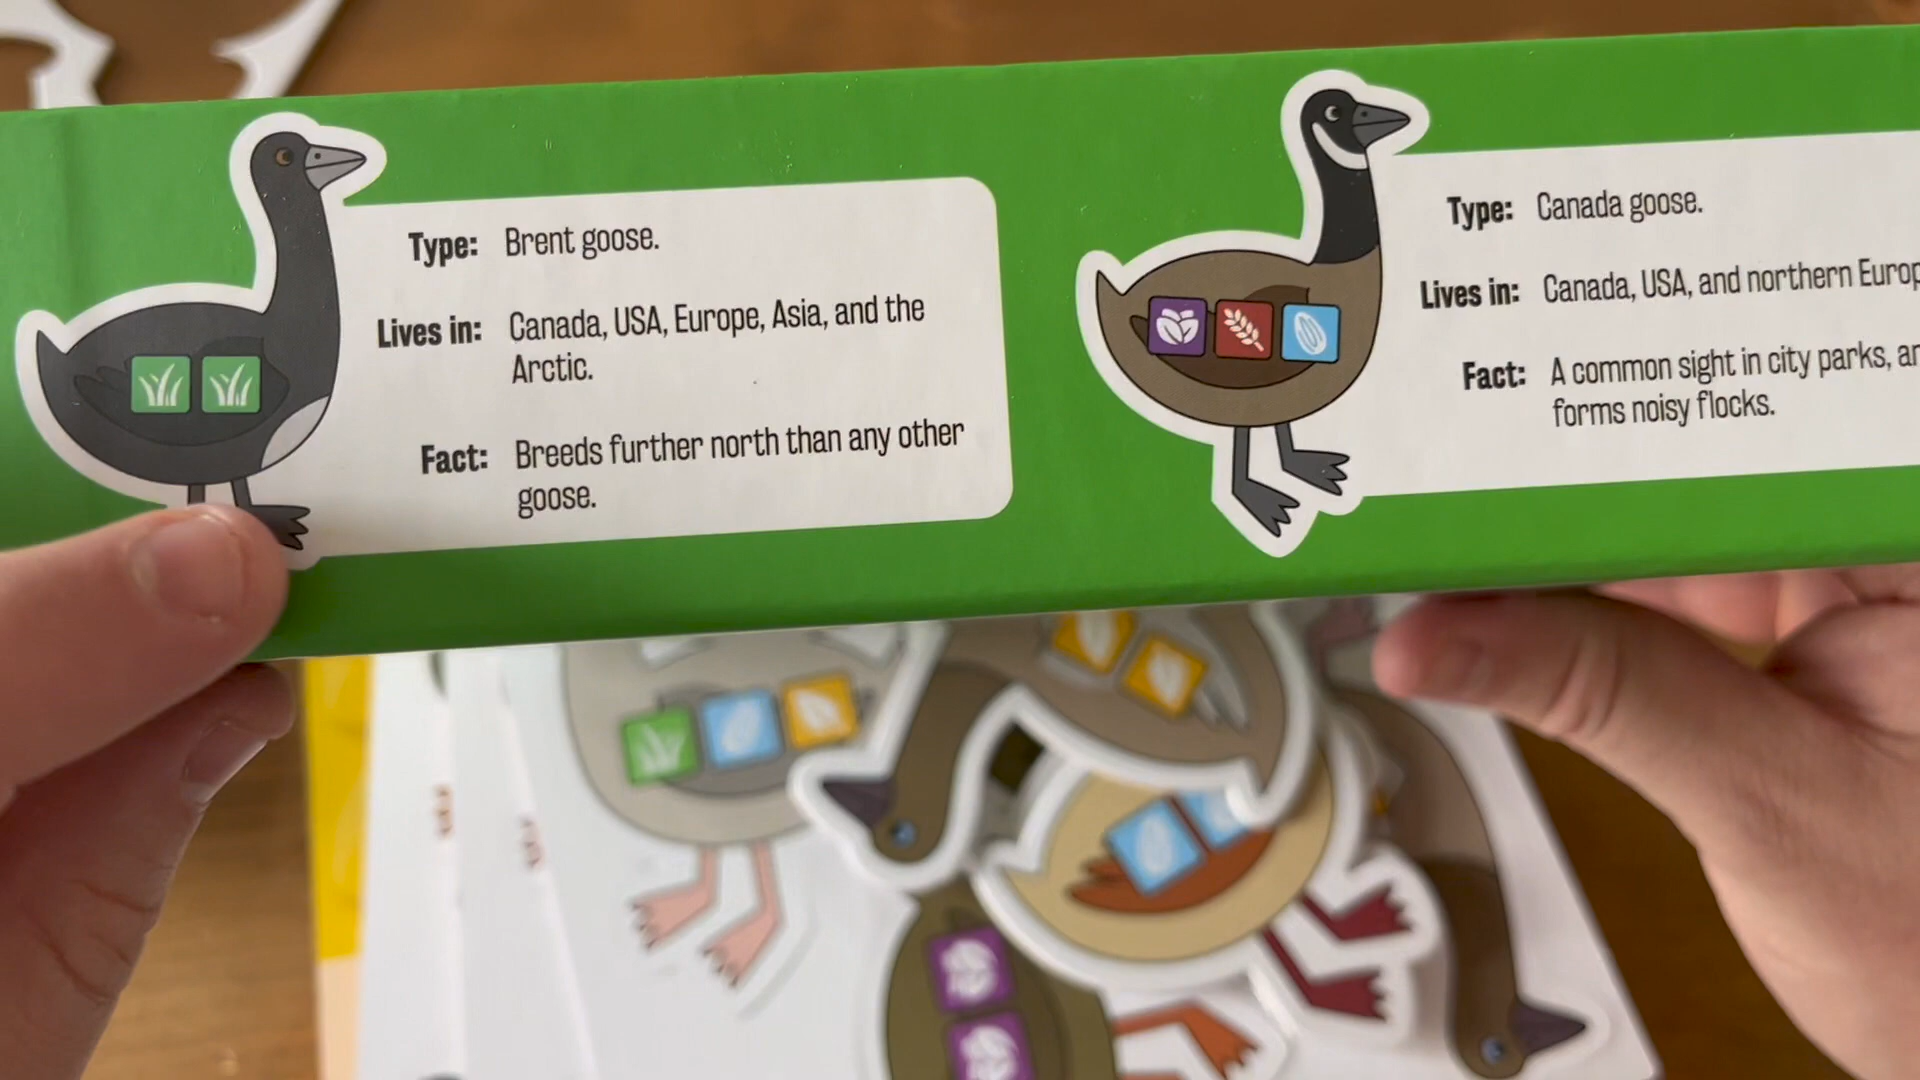 Type: Brent goose.
Lives in: Canada, USA, Europe, Asia, and the
Arctic.
Fact: Breeds further north than any other
goose.
Type: Canada goose.
Lives in: Canada, USA, and northern
Fact: A common sight in city parks,
forms noisy flocks.